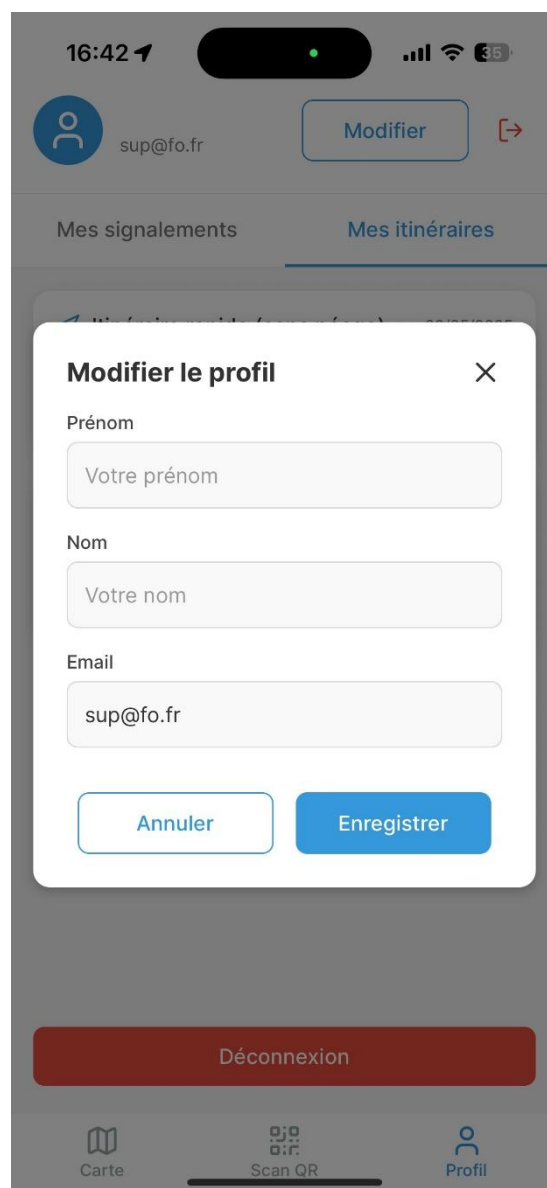 16:42
35
sup@fo.fr
Modifier
Mes signalements
Mes itinéraires
Modifier le profil
Prénom
Votre prénom
Nom
Votre nom
Email
sup@fo.fr
Annuler
Enregistrer
Déconnexion
Carte
Scan QR
Profil